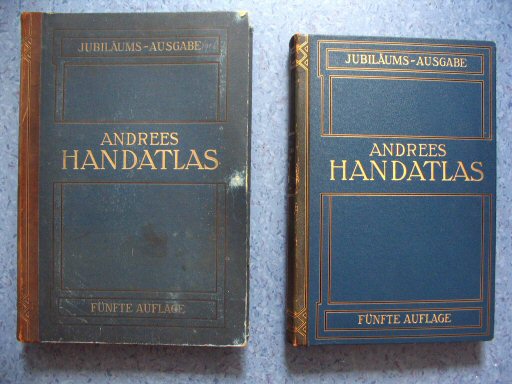 JUBILÄUMS-AUSGABE
ANDREES
HANDATLAS
FÜNFTE AUFLAGE
JUBILÄUMS-AUSGABE
ANDREES
HANDATLAS
FÜNFTE AUFLAGE